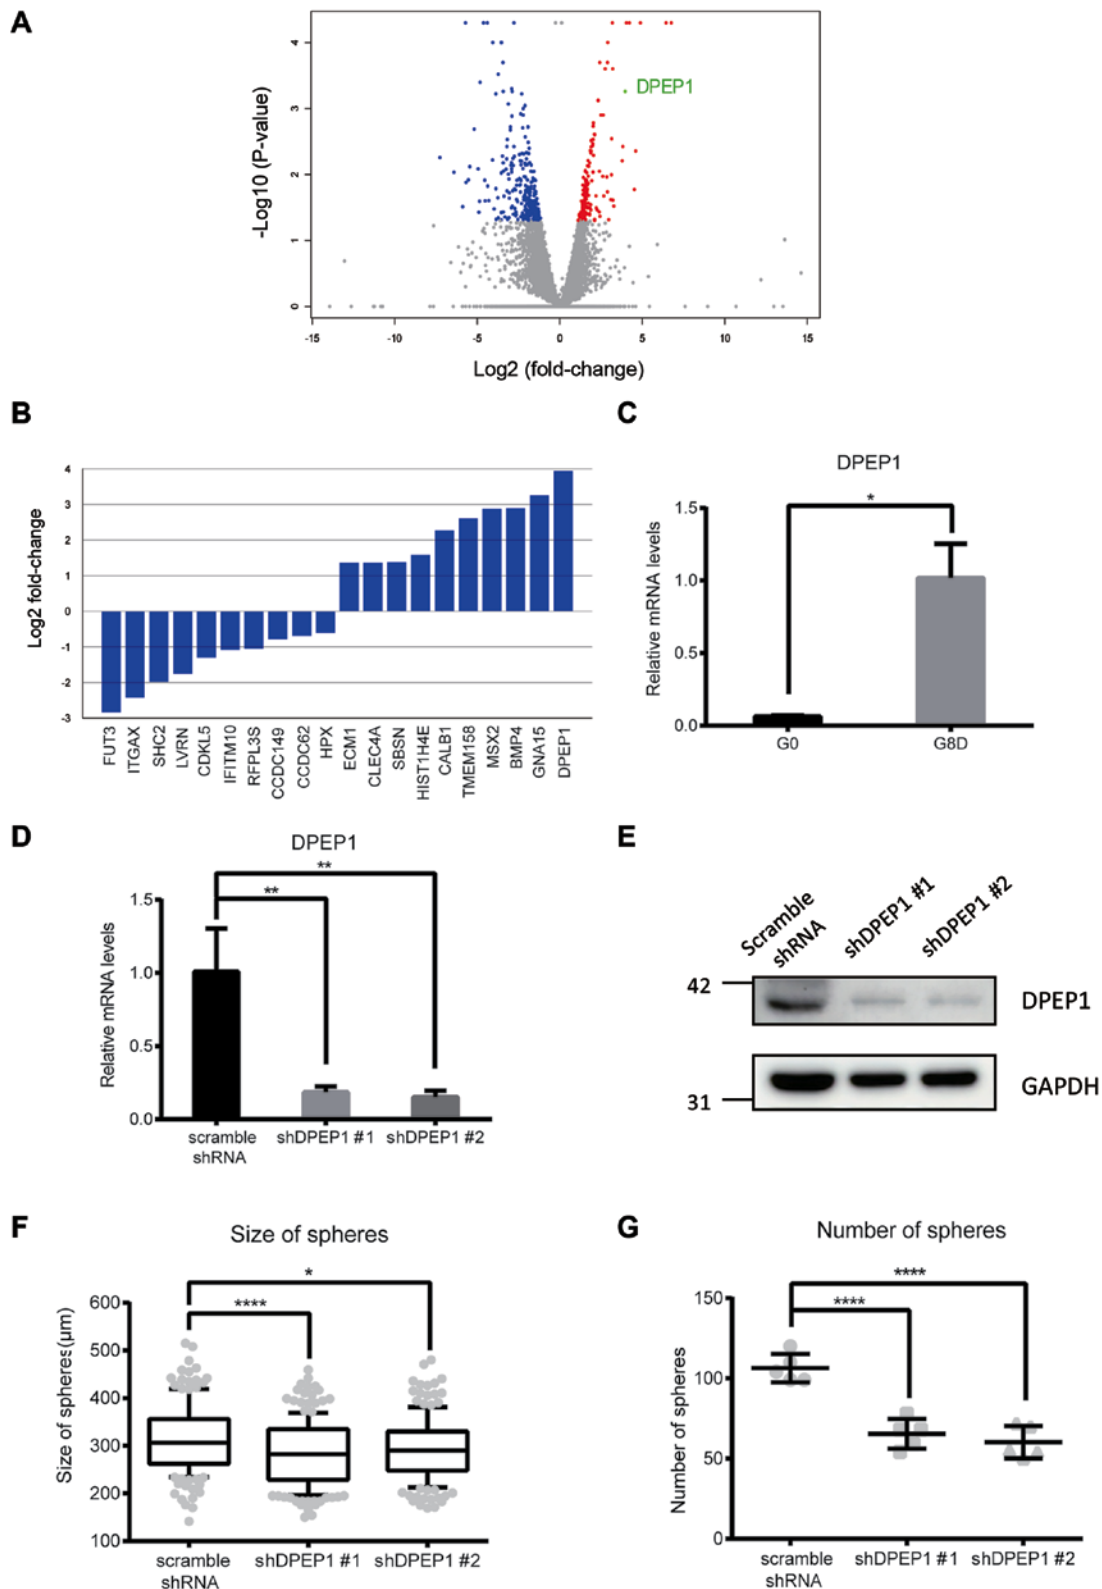 A
-Log10 (P-value)
4
3
2
1
0
DPEP1
-15
-10
-5
0
5
10
15
Log2 (fold-change)
B
Log2 fold-change
4
3
2
1
0
-1
-2
-3
FUT3
ITGAX
SHC2
LVRN
CDKL5
IFITM10
RFPL3S
CCDC149
CCDC62
HPX
ECM1
CLEC4A
SBSN
HIST1H4E
CALB1
TMEM158
MSX2
BMP4
GNA15
DPEP1
C
DPEP1
*
Relative mRNA levels
1.5
1.0
0.5
0.0
G0
G8D
D
DPEP1
**
**
Relative mRNA levels
1.5
1.0
0.5
0.0
scramble
shRNA
shDPEP1 #1
shDPEP1 #2
E
Scramble
shRNA
shDPEP1 #1
shDPEP1 #2
42
DPEP1
31
GAPDH
F
Size of spheres
*
****
Size of spheres(μm)
600
500
400
300
200
100
scramble
shRNA
shDPEP1 #1
shDPEP1 #2
G
Number of spheres
****
****
Number of spheres
150
100
50
0
scramble
shRNA
shDPEP1 #1
shDPEP1 #2